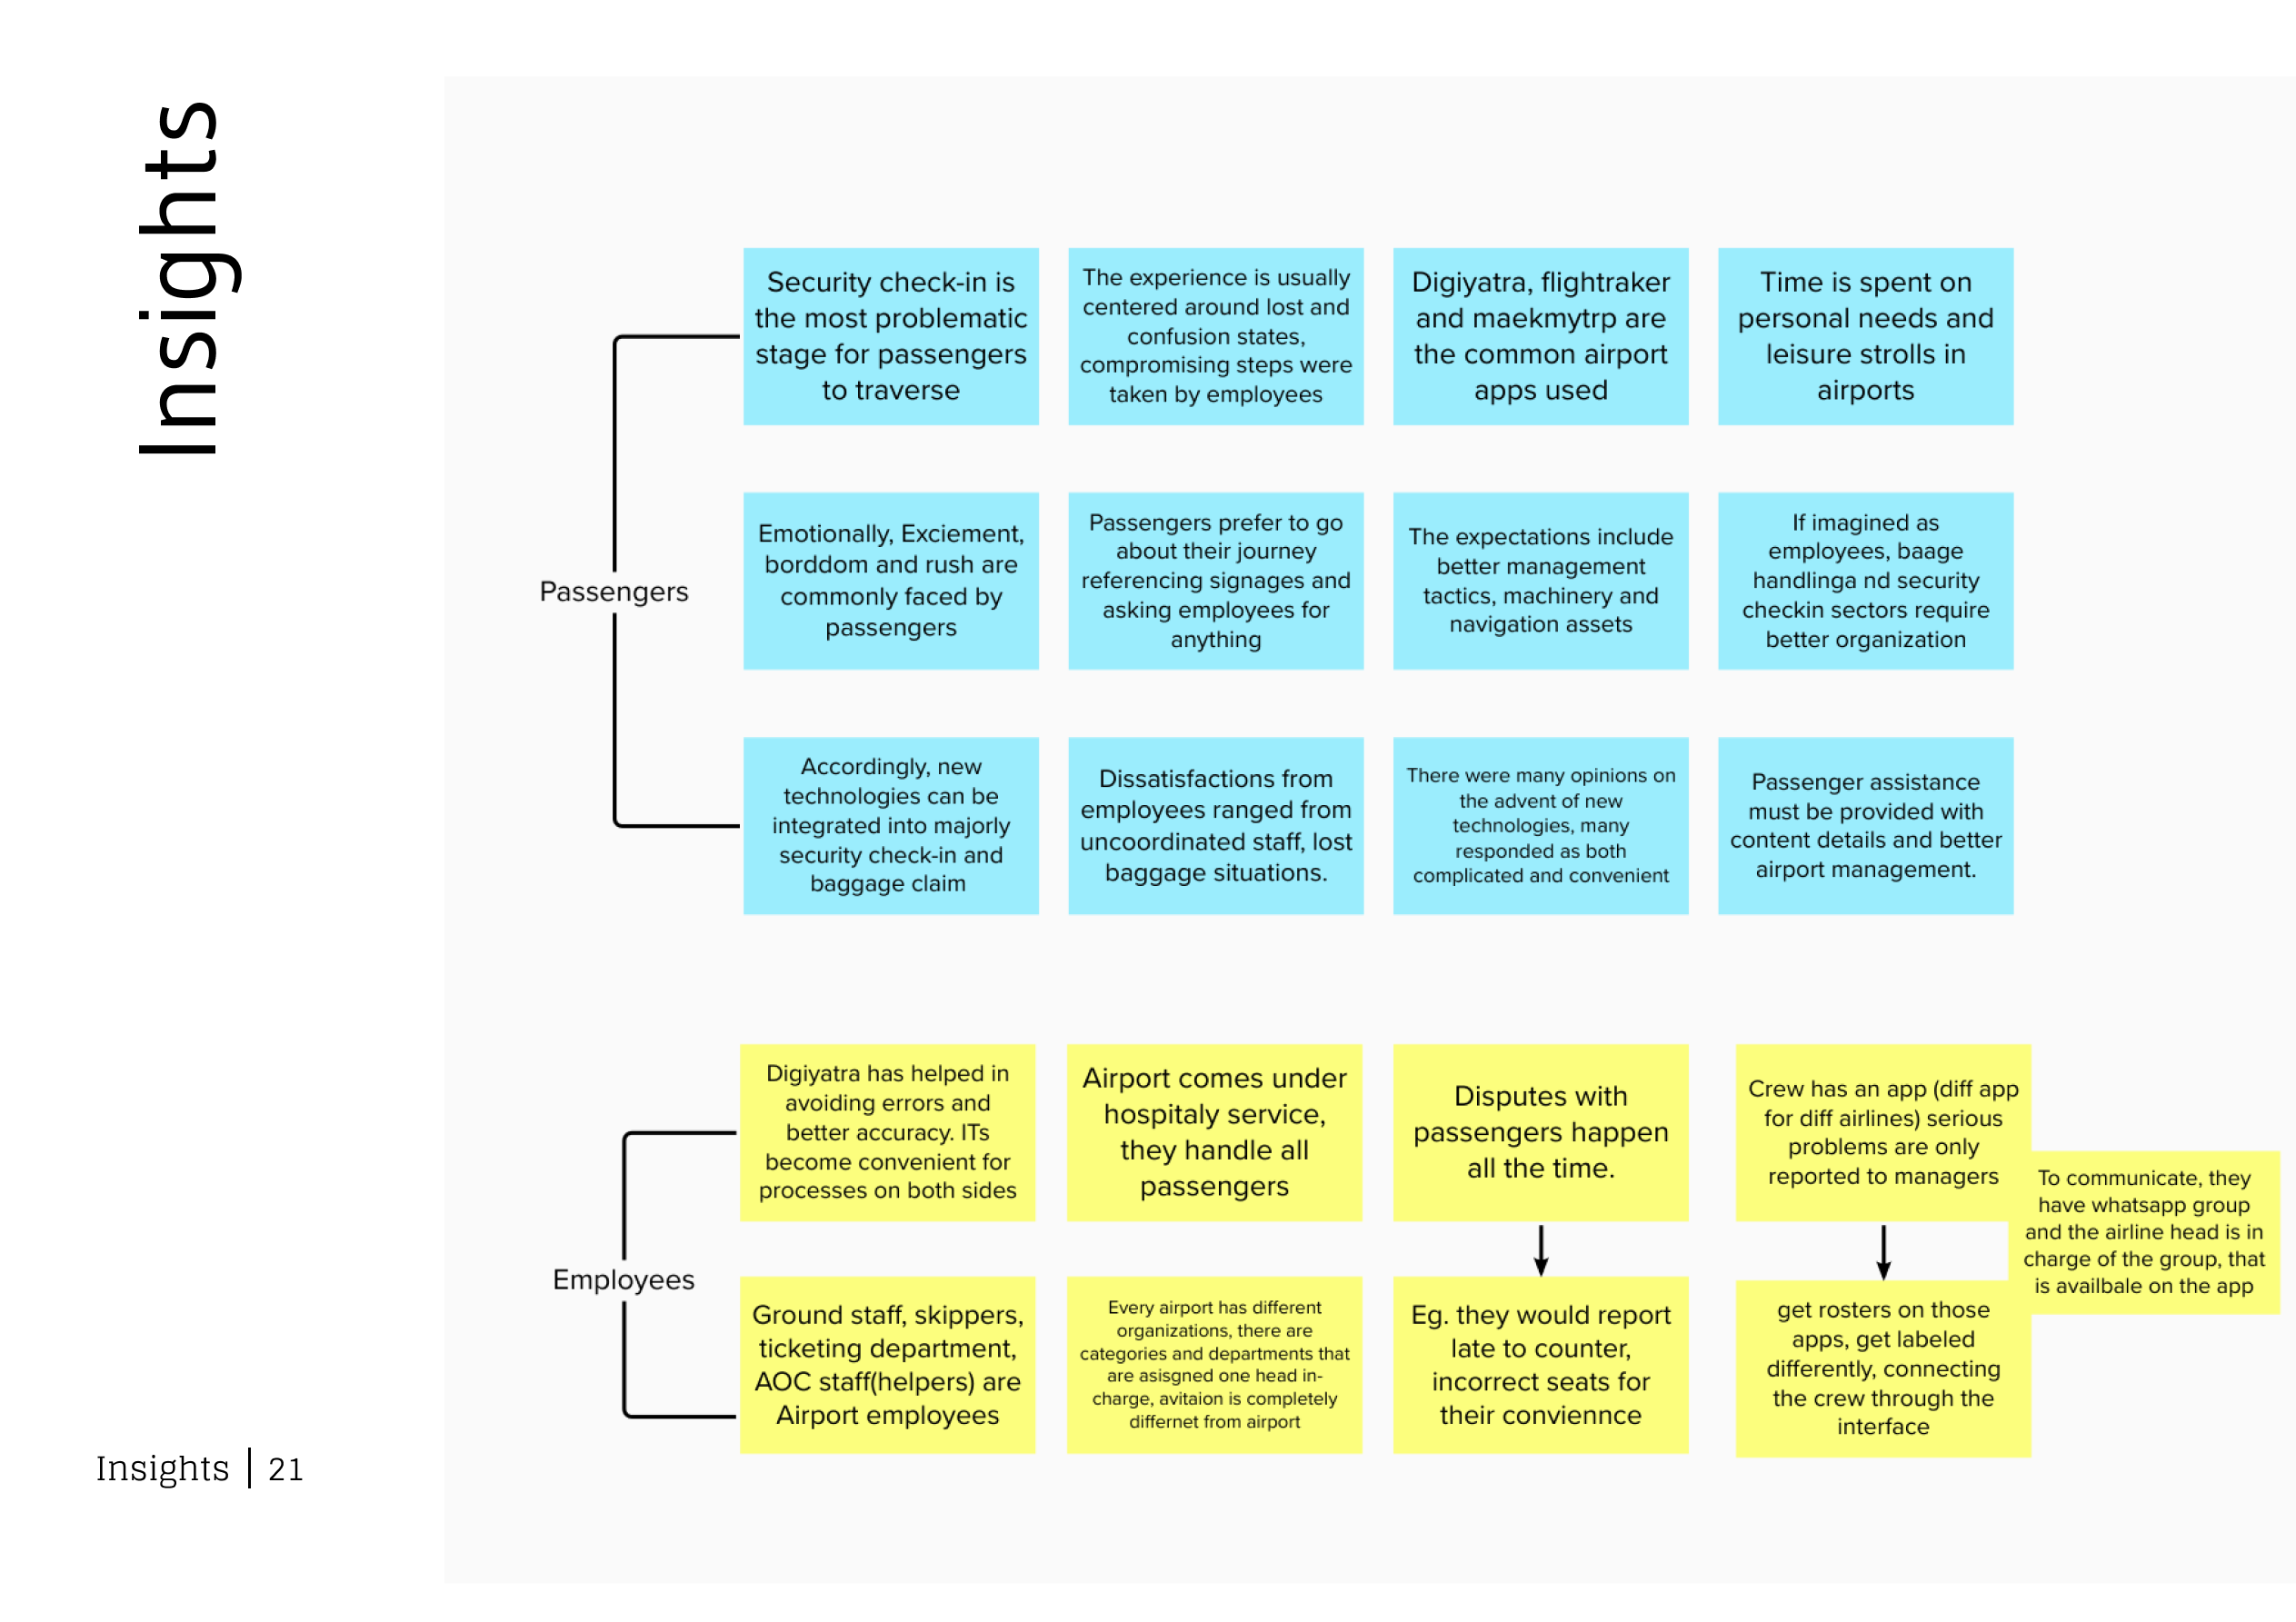 Insights
Passengers
Security check-in is
the most problematic
stage for passengers
to traverse
The experience is usually
centered around lost and
confusion states,
compromising steps were
taken by employees
Digiyatra, flightraker
and maekmytrp are
the common airport
apps used
Time is spent on
personal needs and
leisure strolls in
airports
Emotionally, Exciement,
borddom and rush are
commonly faced by
passengers
Passengers prefer to go
about their journey
referencing signages and
asking employees for
anything
The expectations include
better management
tactics, machinery and
navigation assets
If imagined as
employees, baage
handlinga nd security
checkin sectors require
better organization
Accordingly, new
technologies can be
integrated into majorly
security check-in and
baggage claim
Dissatisfactions from
employees ranged from
uncoordinated staff, lost
baggage situations.
There were many opinions on
the advent of new
technologies, many
responded as both
complicated and convenient
Passenger assistance
must be provided with
content details and better
airport management.
Employees
Digiyatra has helped in
avoiding errors and
better accuracy. ITs
become convenient for
processes on both sides
Airport comes under
hospitaly service,
they handle all
passengers
Disputes with
passengers happen
all the time.
Crew has an app (diff app
for diff airlines) serious
problems are only
reported to managers
To communicate, they
have whatsapp group
and the airline head is in
charge of the group, that
is availbale on the app
Ground staff, skippers,
ticketing department,
AOC staff(helpers) are
Airport employees
Every airport has different
organizations, there are
categories and departments that
are asisgned one head in-
charge, avitaion is completely
differnet from airport
Eg. they would report
late to counter,
incorrect seats for
their conviennce
get rosters on those
apps, get labeled
differently, connecting
the crew through the
interface
Insights | 21